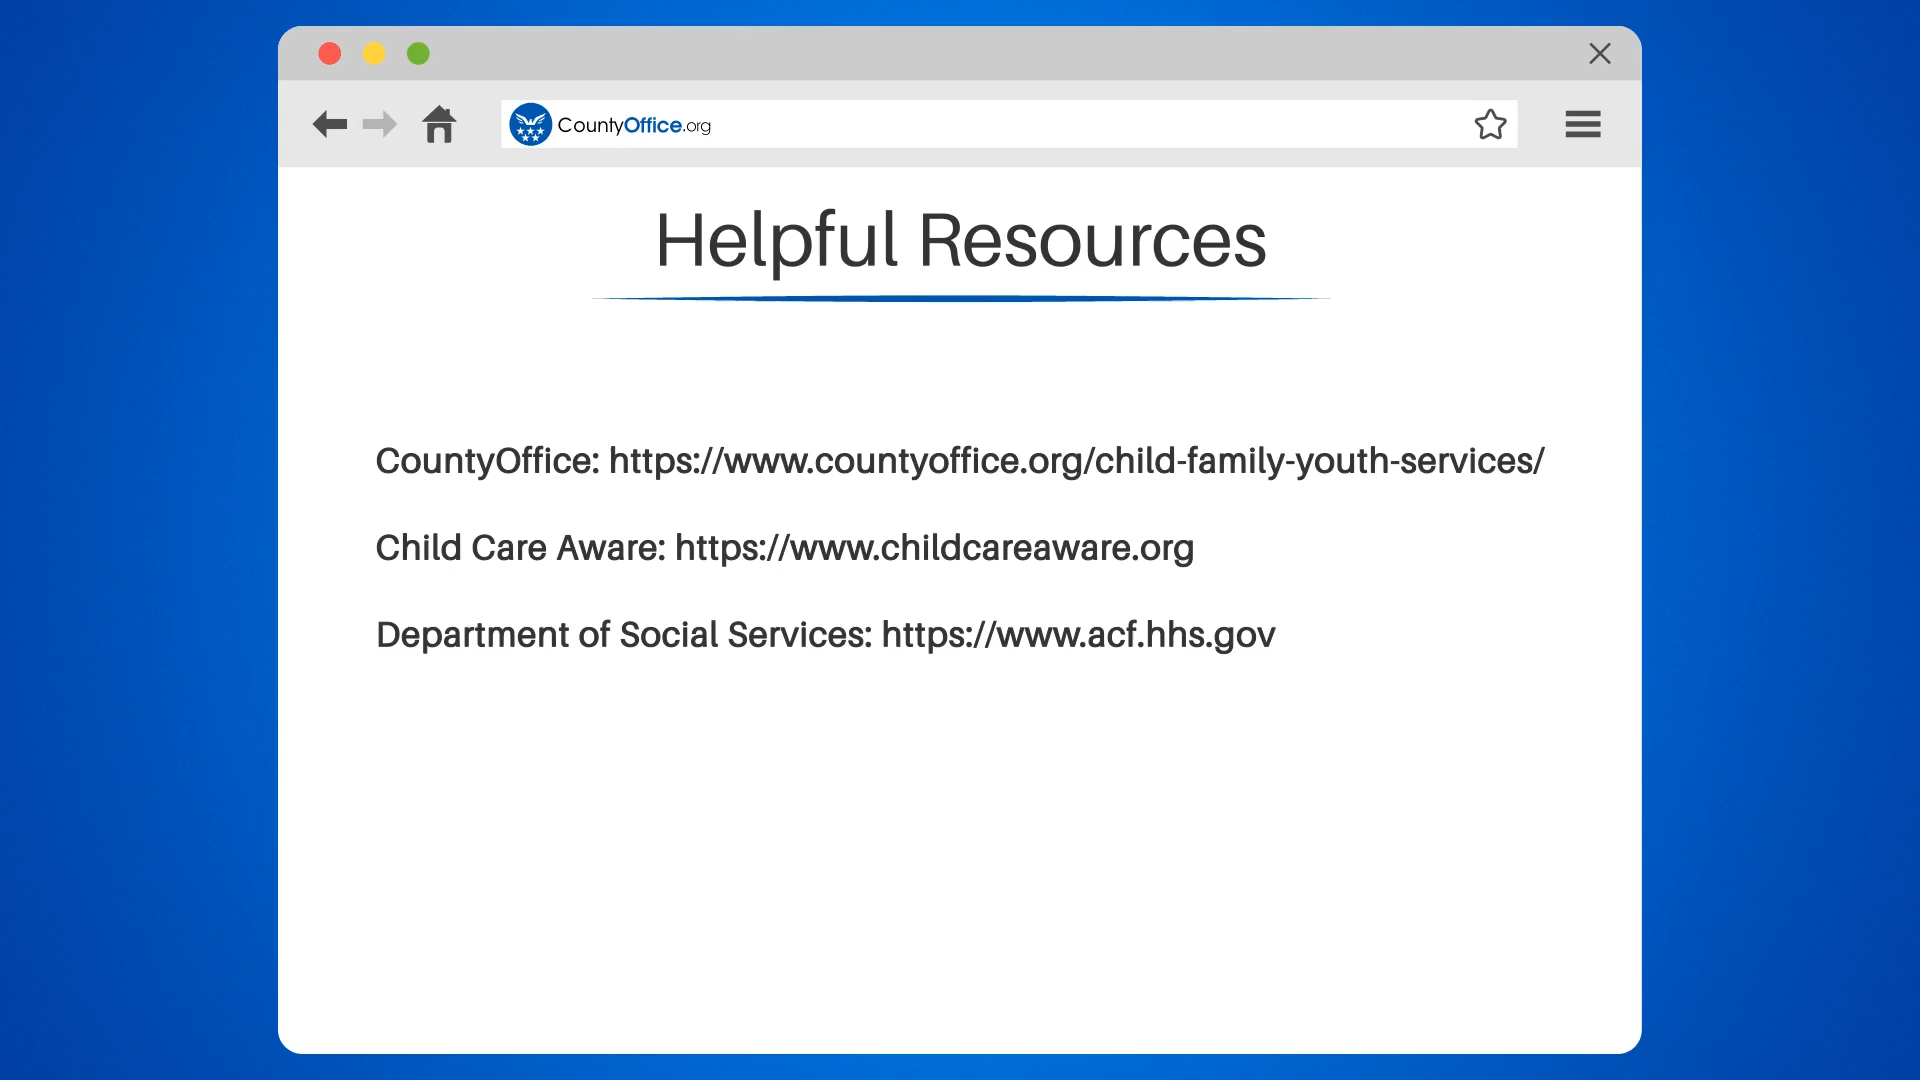 CountyOffice.org
Helpful Resources
CountyOffice: https://www.countyoffice.org/child-family-youth-services/
Child Care Aware: https://www.childcareaware.org
Department of Social Services: https://www.acf.hhs.gov